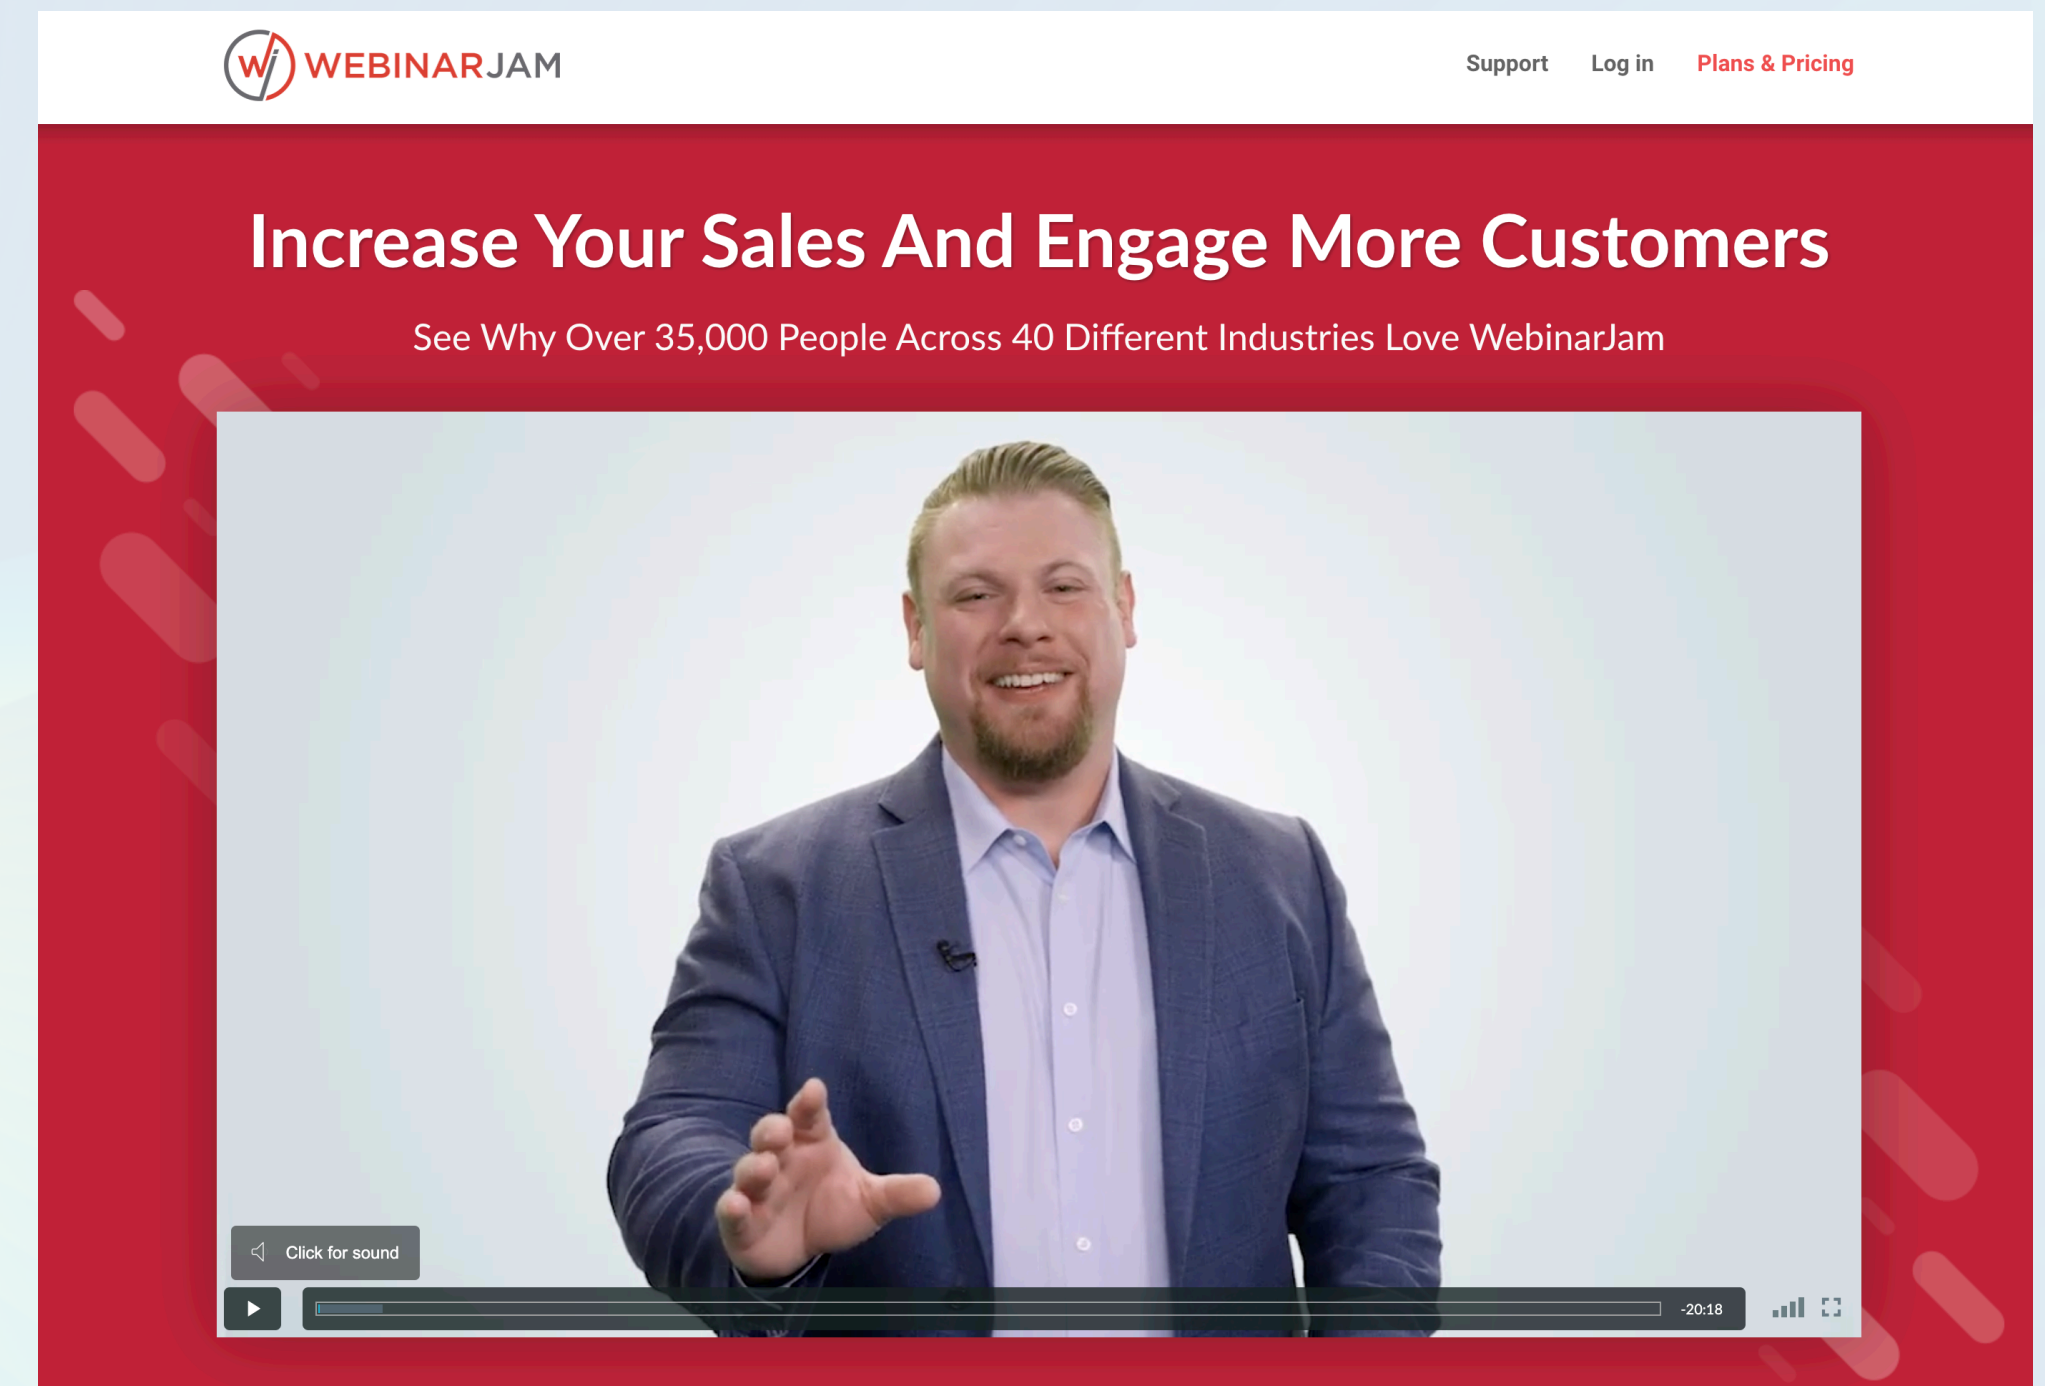 WJ WEBINARJAM
Support Log in Plans & Pricing
Increase Your Sales And Engage More Customers
See Why Over 35,000 People Across 40 Different Industries Love WebinarJam
Click for sound
-20:18